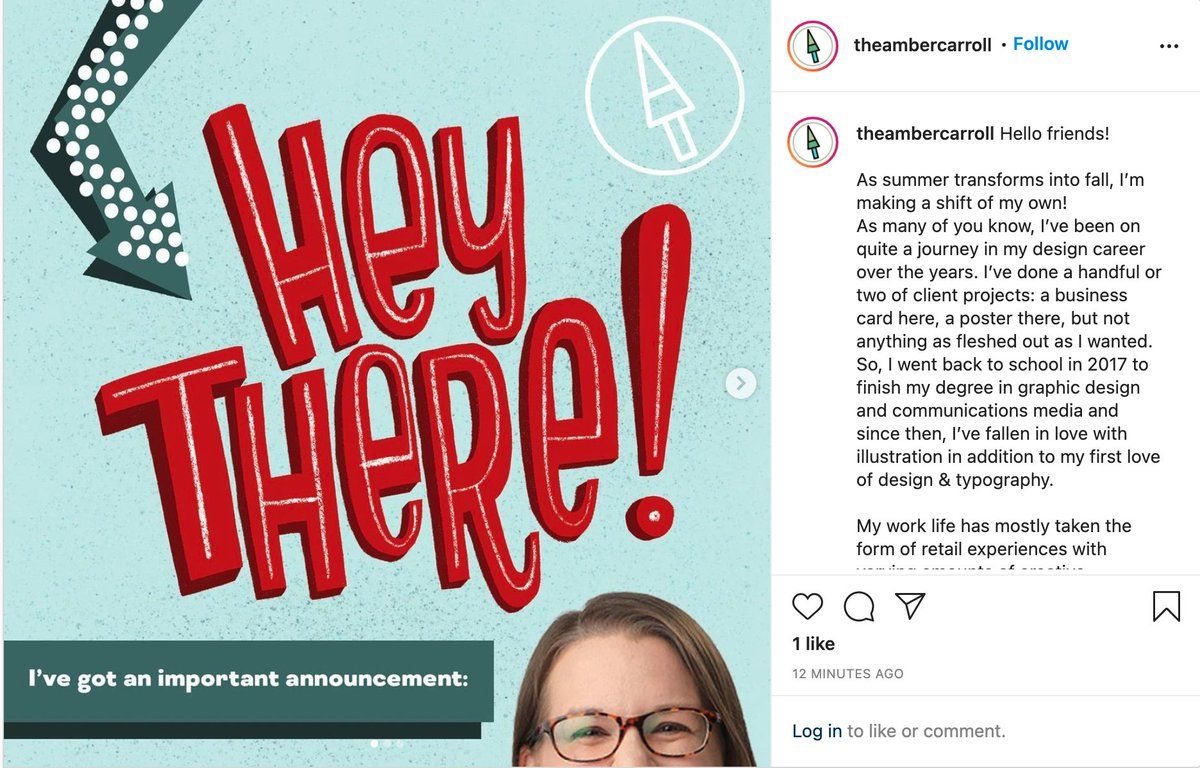 Hey
THeRe!
I've got an important announcement:
theambercarroll • Follow
theambercarroll Hello friends!
As summer transforms into fall, I'm
making a shift of my own!
As many of you know, I've been on
quite a journey in my design career
over the years. I've done a handful or
two of client projects: a business
card here, a poster there, but not
anything as fleshed out as I wanted.
So, I went back to school in 2017 to
finish my degree in graphic design
and communications media and
since then, I've fallen in love with
illustration in addition to my first love
of design & typography.
My work life has mostly taken the
form of retail experiences with
1 like
12 MINUTES AGO
Log in to like or comment.